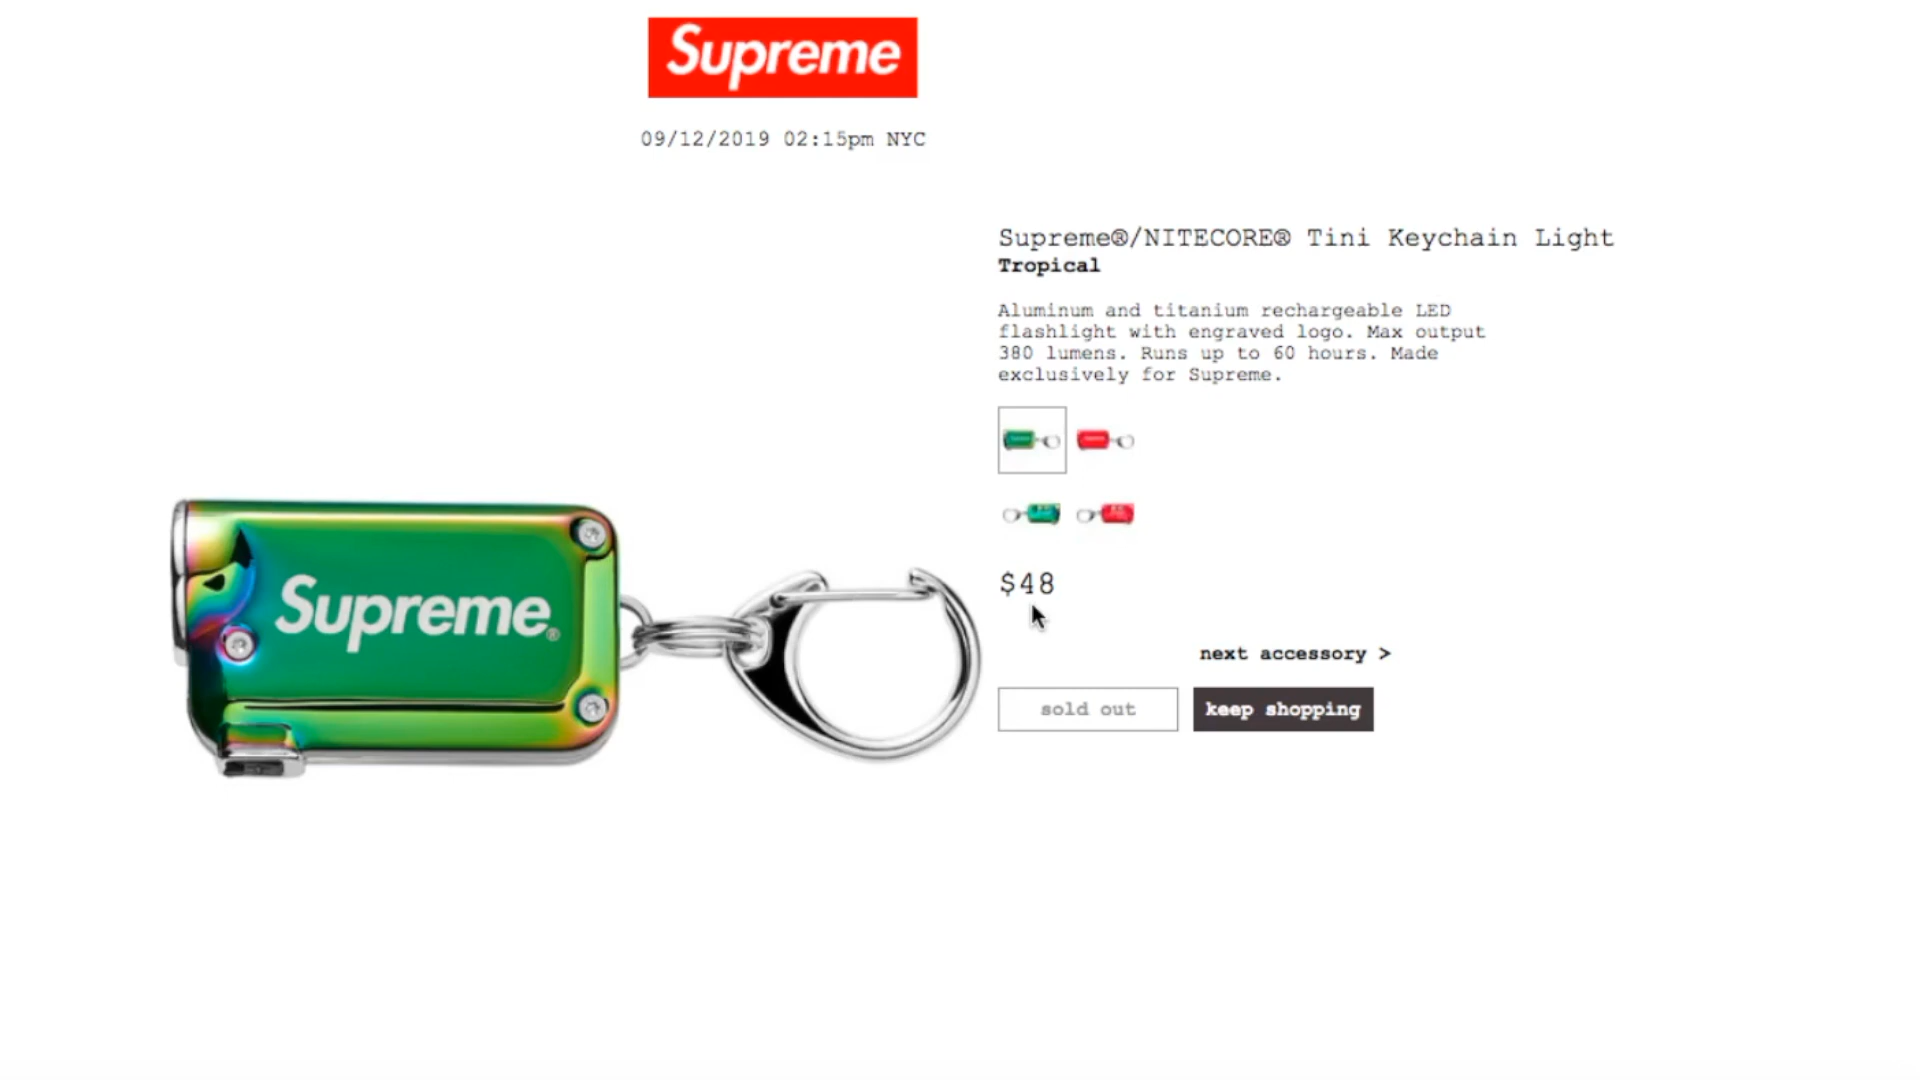 Supreme
09/12/2019 02:15pm NYC
Supreme®/NITECORE® Tini Keychain Light
Tropical
Aluminum and titanium rechargeable LED
flashlight with engraved logo. Max output
380 lumens. Runs up to 60 hours. Made
exclusively for Supreme.
Supreme®
$48
next accessory >
sold out
keep shopping